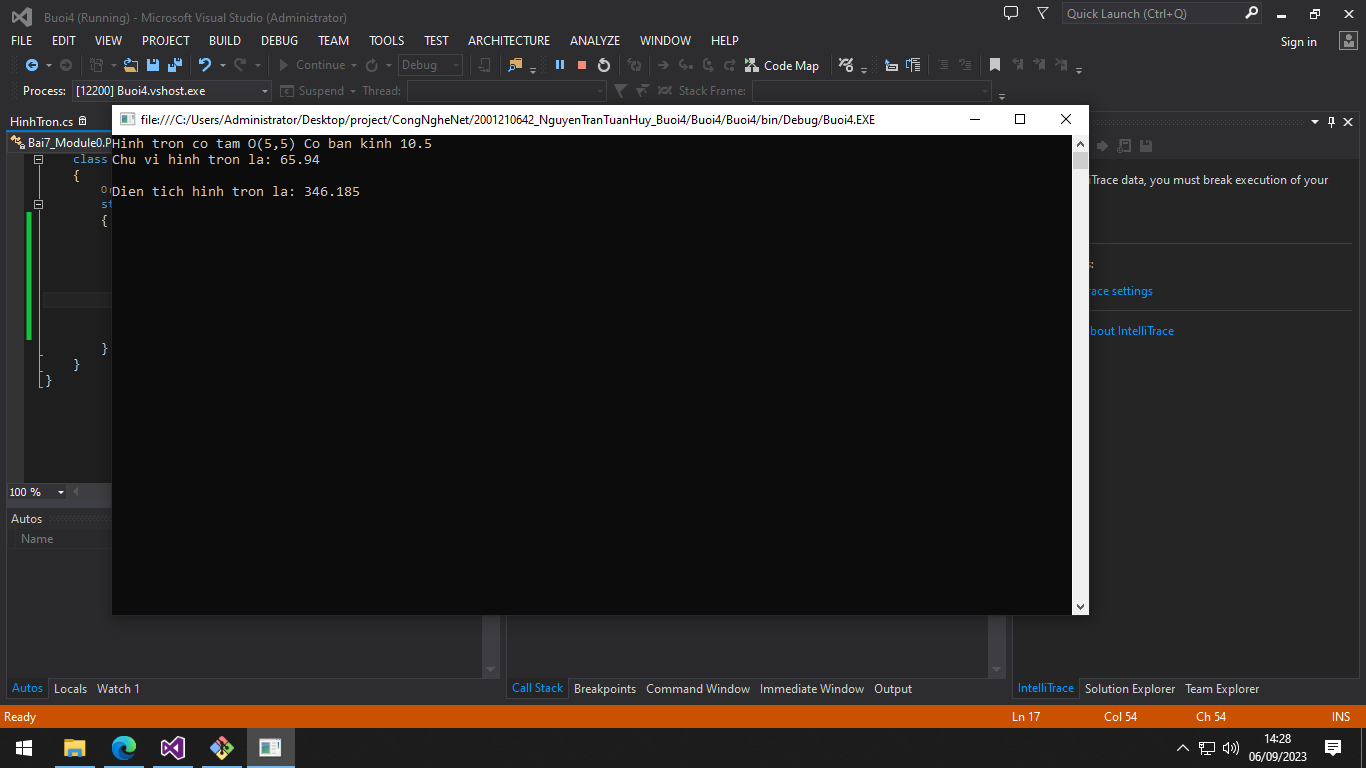 Buoi4 (Running) - Microsoft Visual Studio (Administrator)
Quick Launch (Ctrl+Q)
FILE EDIT VIEW PROJECT BUILD DEBUG TEAM TOOLS TEST ARCHITECTURE ANALYZE WINDOW HELP
Sign in
Continue Debug Code Map
Process: [12200] Buoi4.vshost.exe Suspend Thread: Stack Frame:
HinhTron.cs
file:///C:/Users/Administrator/Desktop/project/CongNgheNet/2001210642_NguyenTranTuanHuy_Buoi4/Buoi4/Buoi4/bin/Debug/Buoi4.EXE
Bai7_Module0.P
Hinh tron co tam O(5,5) Co ban kinh 10.5
Chu vi hinh tron la: 65.94
Dien tich hinh tron la: 346.185
class
{
st
{
}
}
}
Trace data, you must break execution of your
s:
race settings
bout IntelliTrace
100 %
Autos
Name
Autos Locals Watch 1
Call Stack Breakpoints Command Window Immediate Window Output
IntelliTrace Solution Explorer Team Explorer
Ready
Ln 17 Col 54 Ch 54 INS
14:28
06/09/2023